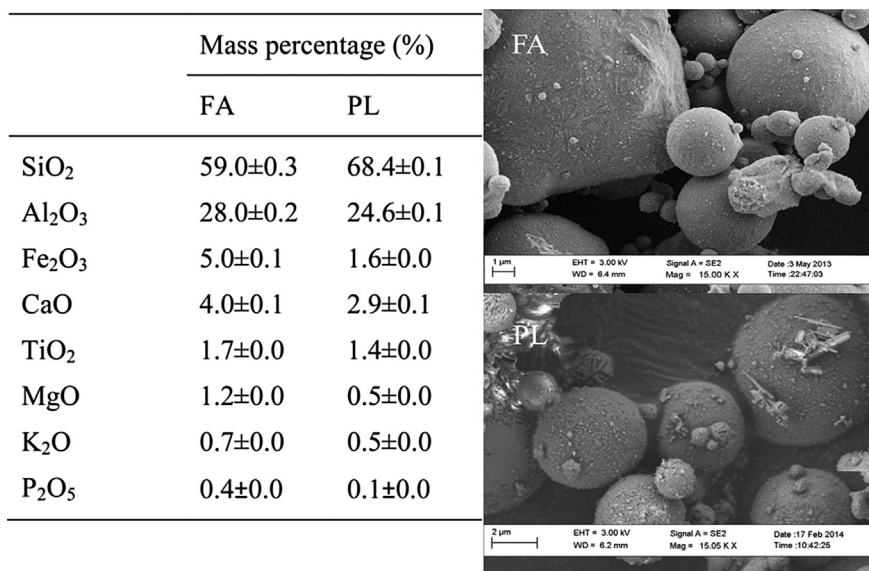 Mass percentage (%)
FA PL
SiO₂ 59.0±0.3 68.4±0.1
Al₂O₃ 28.0±0.2 24.6±0.1
Fe₂O₃ 5.0±0.1 1.6±0.0
CaO 4.0±0.1 2.9±0.1
TiO₂ 1.7±0.0 1.4±0.0
MgO 1.2±0.0 0.5±0.0
K₂O 0.7±0.0 0.5±0.0
P₂O₅ 0.4±0.0 0.1±0.0
FA
1 µm EHT = 3.00 kV Signal A = SE2 Date :3 May 2013
WD = 6.4 mm Mag = 15.00 K X Time :22:47:03
PL
2 µm EHT = 3.00 kV Signal A = SE2 Date :17 Feb 2014
WD = 6.2 mm Mag = 15.05 K X Time :10:42:25